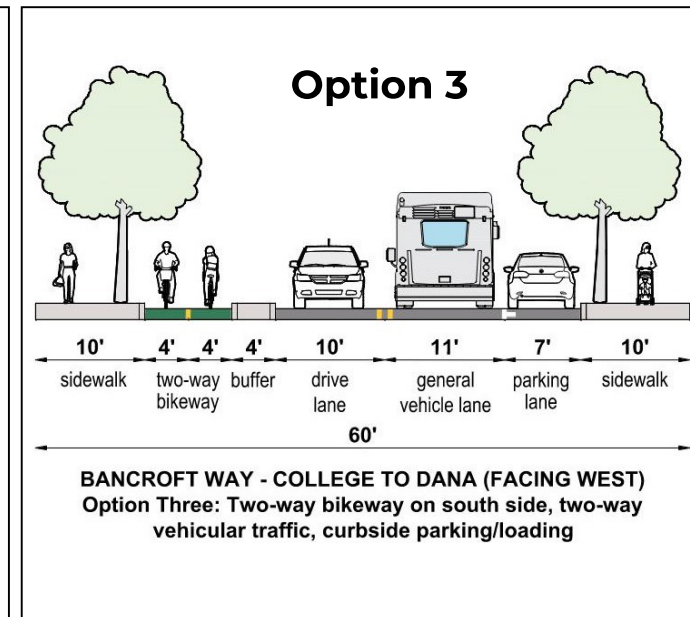 Option 3
10' 4' 4' 4' 10' 11' 7' 10'
sidewalk two-way buffer drive general parking sidewalk
bikeway lane vehicle lane lane
60'
BANCROFT WAY - COLLEGE TO DANA (FACING WEST)
Option Three: Two-way bikeway on south side, two-way
vehicular traffic, curbside parking/loading